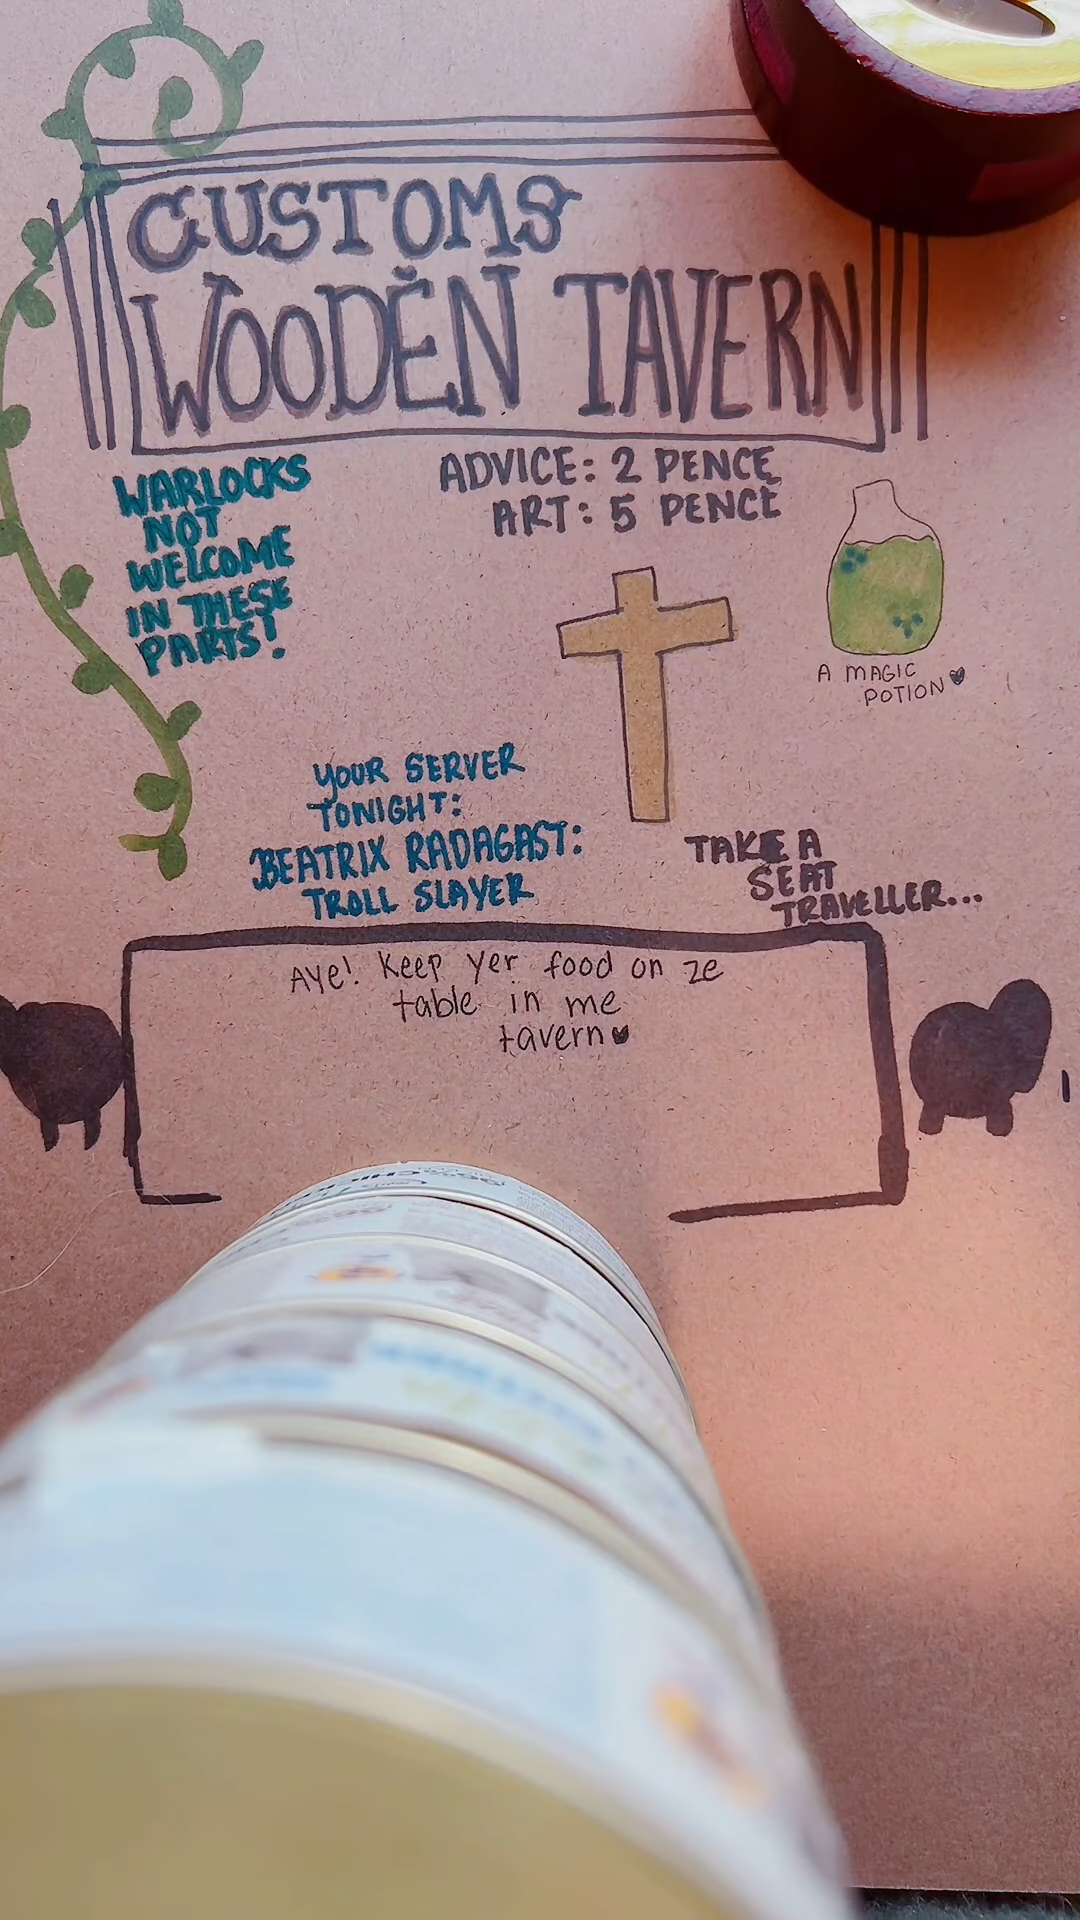 CUSTOMS
WOODEN TAVERN
WARLOCKS
NOT
WELCOME
IN THESE
PARTS!
ADVICE: 2 PENCE
ART: 5 PENCE
A MAGIC
POTION
YOUR SERVER
TONIGHT:
BEATRIX RADAGAST:
TROLL SLAYER
TAKE A
SEAT
TRAVELLER...
Aye! Keep yer food on ze
table in me
tavern